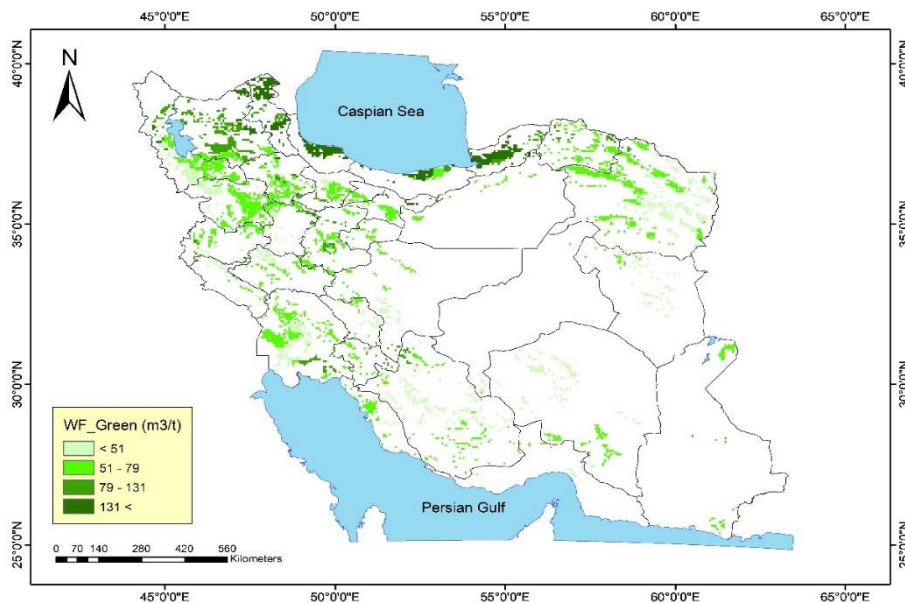 45°0'0"E 50°0'0"E 55°0'0"E 60°0'0"E 65°0'0"E
N
40°0'0"N 40°0'0"N
Caspian Sea
35°0'0"N 35°0'0"N
30°0'0"N 30°0'0"N
WF_Green (m3/t)
< 51
51 - 79
79 - 131
131 <
Persian Gulf
0 70 140 280 420 560
Kilometers
25°0'0"N 25°0'0"N
45°0'0"E 50°0'0"E 55°0'0"E 60°0'0"E 65°0'0"E